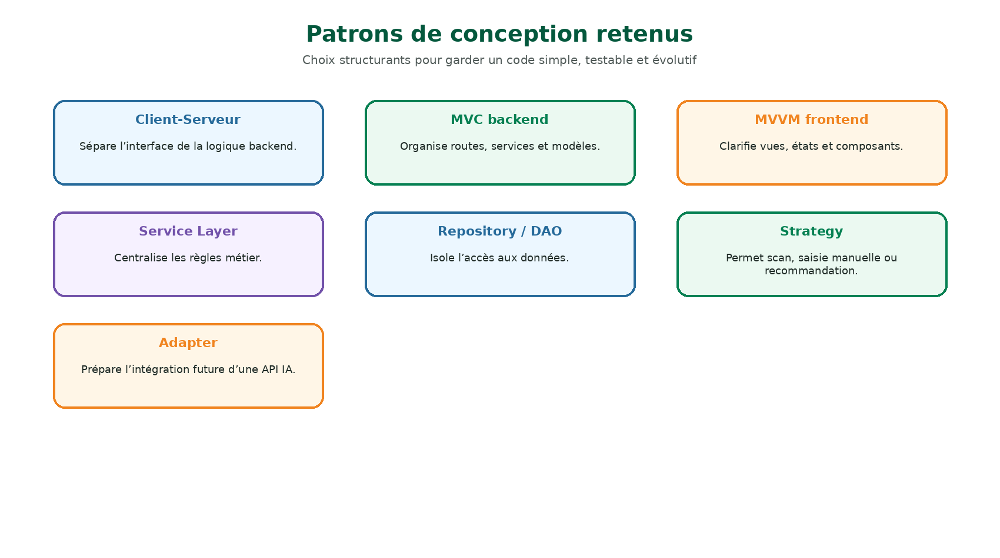 Patrons de conception retenus
Choix structurants pour garder un code simple, testable et évolutif
Client-Serveur
Sépare l’interface de la logique backend.
MVC backend
Organise routes, services et modèles.
MVVM frontend
Clarifie vues, états et composants.
Service Layer
Centralise les règles métier.
Repository / DAO
Isole l’accès aux données.
Strategy
Permet scan, saisie manuelle ou
recommandation.
Adapter
Prépare l’intégration future d’une API IA.